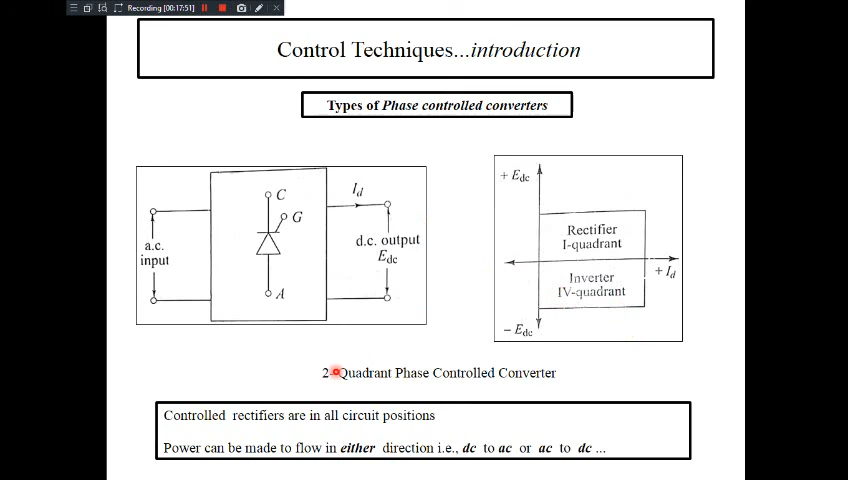 Recording [00:17:51]
Control Techniques...introduction
Types of Phase controlled converters
a.c.
input
C
G
A
Id
d.c. output
Edc
+ Edc
Rectifier
I-quadrant
Inverter
IV-quadrant
+ Id
− Edc
2-Quadrant Phase Controlled Converter
Controlled rectifiers are in all circuit positions
Power can be made to flow in either direction i.e., dc to ac or ac to dc ...